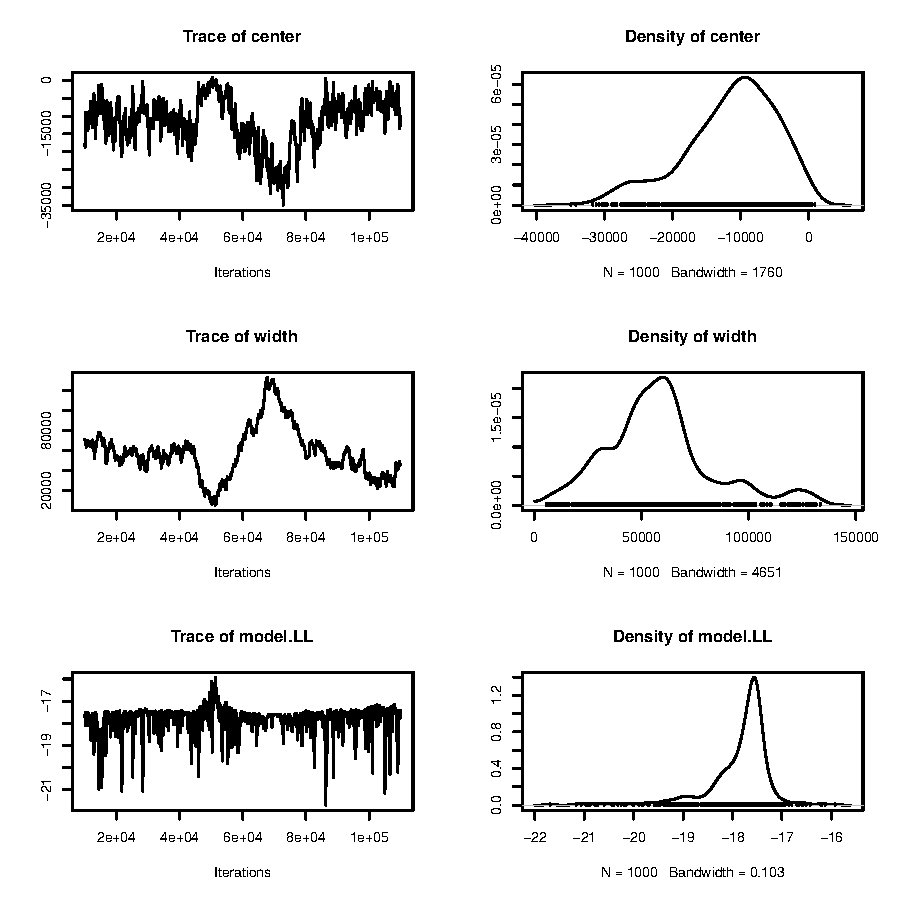 Trace of center
Density of center
0
-15000
-35000
2e+04 4e+04 6e+04 8e+04 1e+05
Iterations
6e-05
3e-05
0e+00
-40000 -30000 -20000 -10000 0
N = 1000 Bandwidth = 1760
Trace of width
Density of width
80000
20000
2e+04 4e+04 6e+04 8e+04 1e+05
Iterations
1.5e-05
0.0e+00
0 50000 100000 150000
N = 1000 Bandwidth = 4651
Trace of model.LL
Density of model.LL
-17
-19
-21
2e+04 4e+04 6e+04 8e+04 1e+05
Iterations
1.2
0.8
0.4
0.0
-22 -21 -20 -19 -18 -17 -16
N = 1000 Bandwidth = 0.103